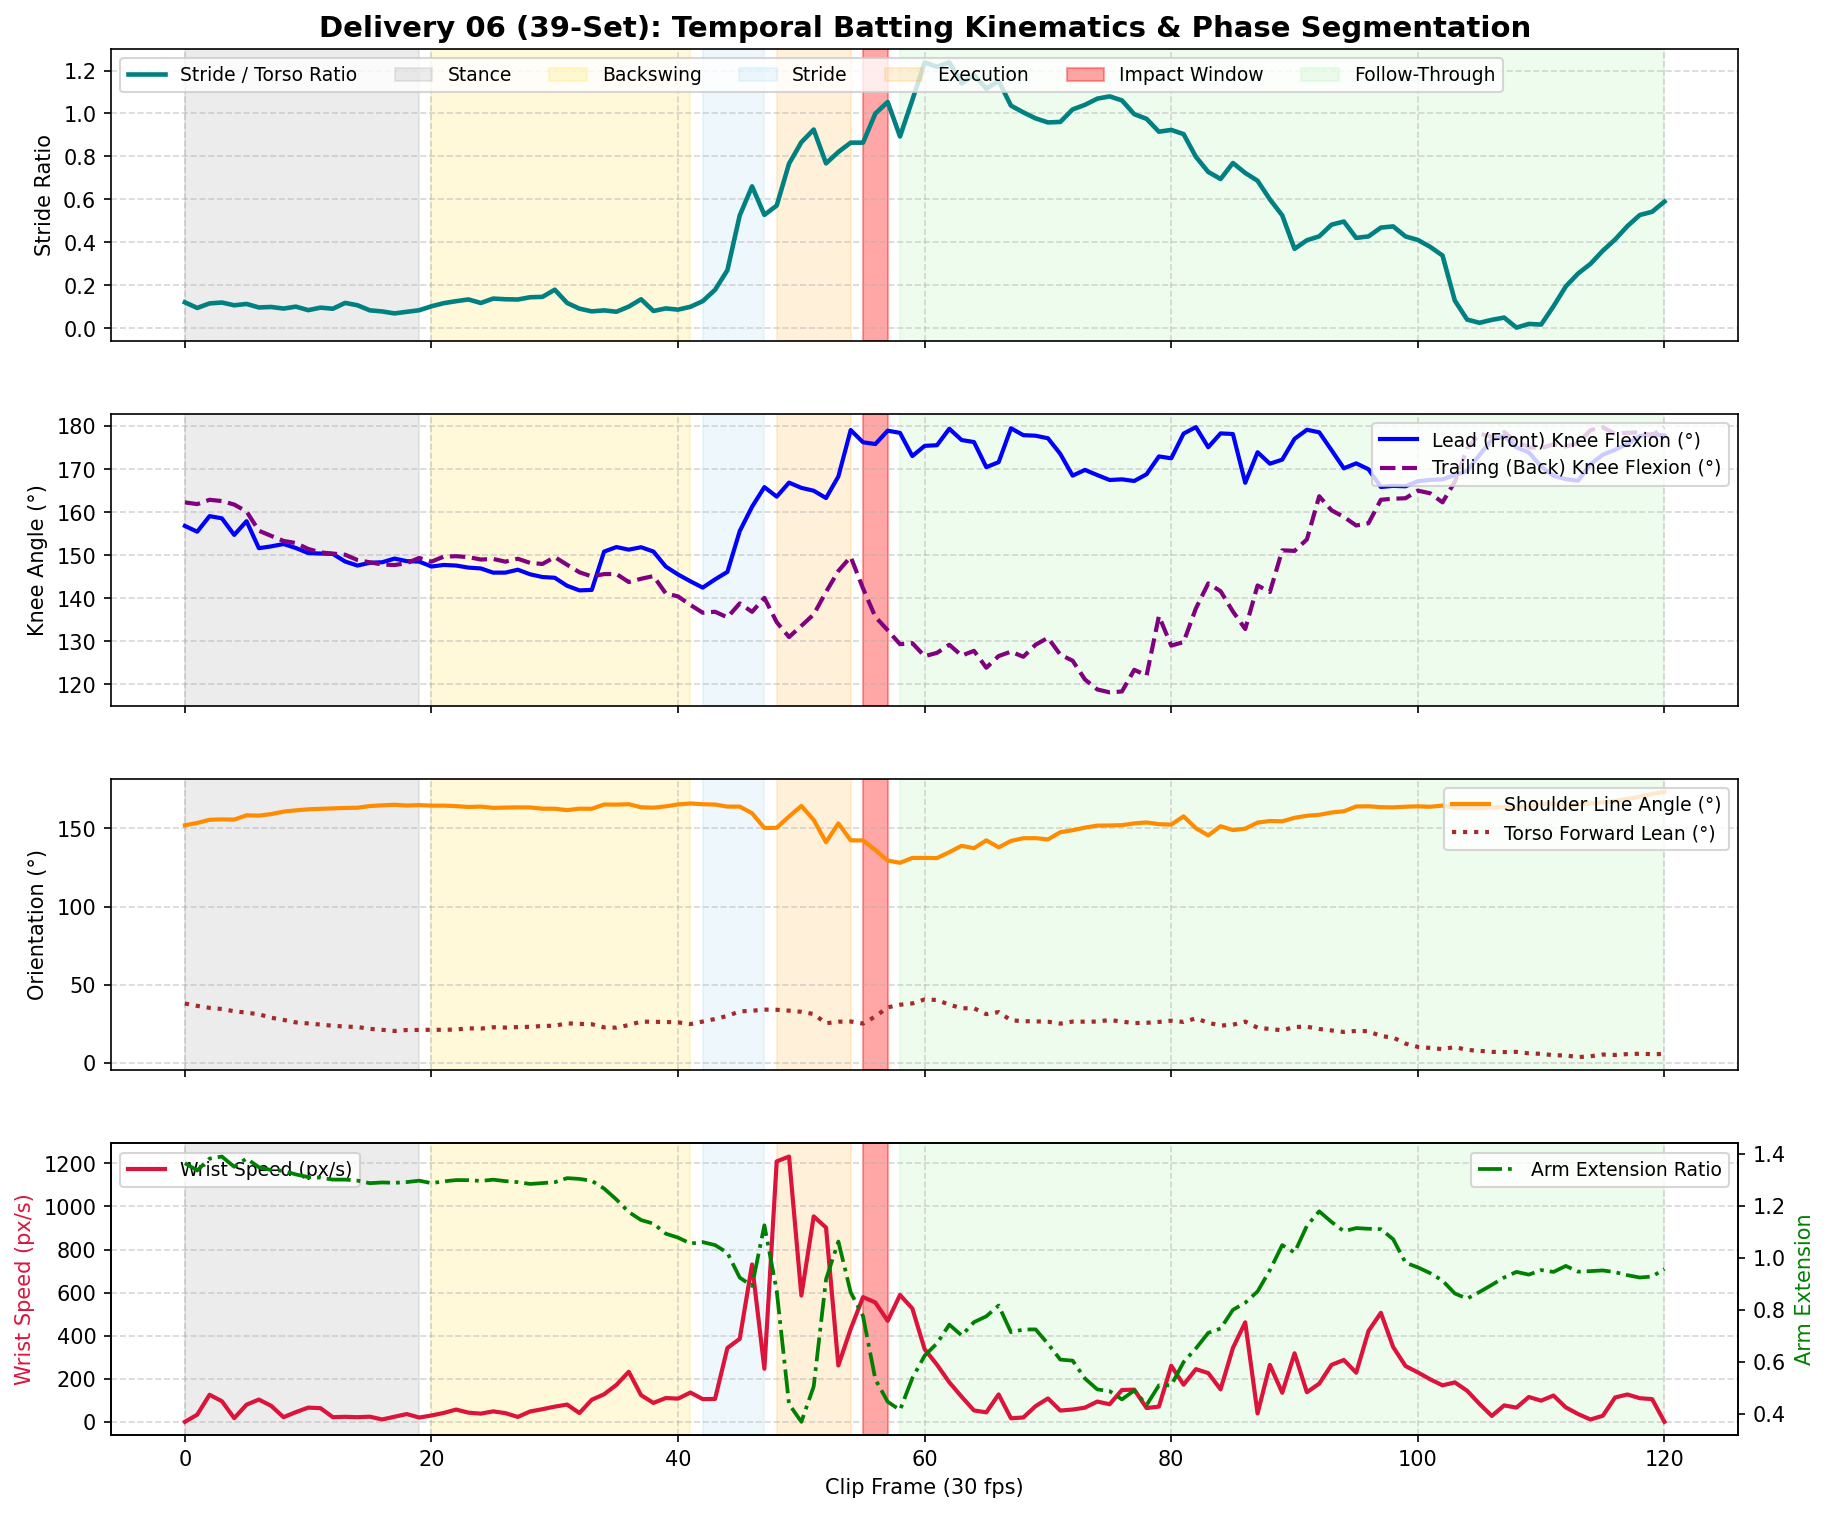 Delivery 06 (39-Set): Temporal Batting Kinematics & Phase Segmentation
Stride / Torso Ratio Stance Backswing Stride Execution Impact Window Follow-Through
Stride Ratio
1.2
1.0
0.8
0.6
0.4
0.2
0.0
Lead (Front) Knee Flexion (°)
Trailing (Back) Knee Flexion (°)
Knee Angle (°)
180
170
160
150
140
130
120
Shoulder Line Angle (°)
Torso Forward Lean (°)
Orientation (°)
150
100
50
0
Wrist Speed (px/s)
Arm Extension Ratio
Wrist Speed (px/s)
1200
1000
800
600
400
200
0
1.4
1.2
1.0
0.8
0.6
0.4
Arm Extension
0 20 40 60 80 100 120
Clip Frame (30 fps)